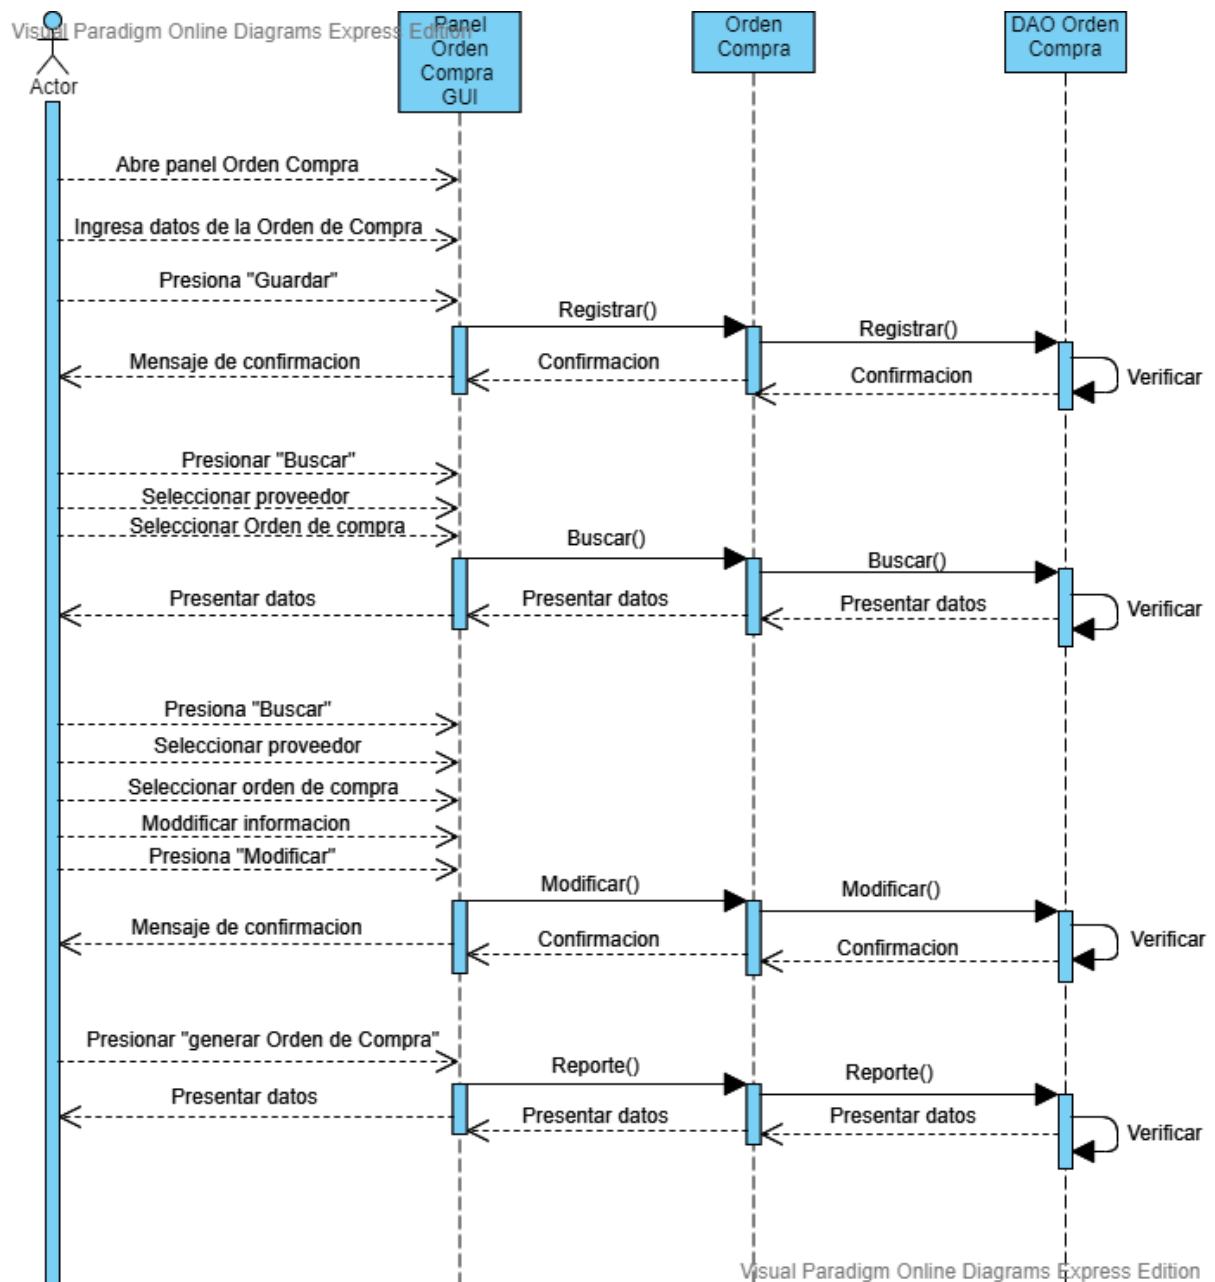 Visual Paradigm Online Diagrams Express Edition
Actor
Panel
Orden
Compra
GUI
Orden
Compra
DAO Orden
Compra
Abre panel Orden Compra
Ingresa datos de la Orden de Compra
Presiona "Guardar"
Registrar()
Registrar()
Mensaje de confirmacion
Confirmacion
Confirmacion
Verificar
Presionar "Buscar"
Seleccionar proveedor
Seleccionar Orden de compra
Buscar()
Buscar()
Presentar datos
Presentar datos
Presentar datos
Verificar
Presiona "Buscar"
Seleccionar proveedor
Seleccionar orden de compra
Moddificar informacion
Presiona "Modificar"
Modificar()
Modificar()
Mensaje de confirmacion
Confirmacion
Confirmacion
Verificar
Presionar "generar Orden de Compra"
Reporte()
Reporte()
Presentar datos
Presentar datos
Presentar datos
Verificar
Visual Paradigm Online Diagrams Express Edition